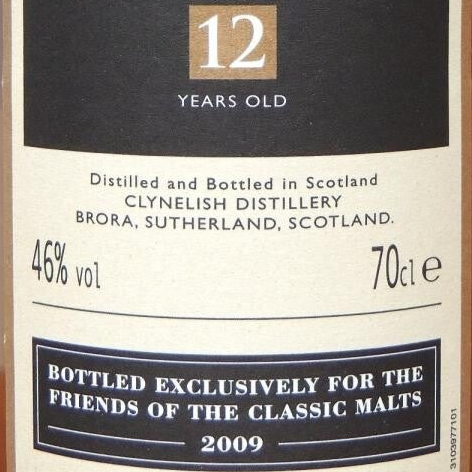 12
YEARS OLD
Distilled and Bottled in Scotland
CLYNELISH DISTILLERY
BRORA, SUTHERLAND, SCOTLAND.
46% vol 70cl e
BOTTLED EXCLUSIVELY FOR THE
FRIENDS OF THE CLASSIC MALTS
2009
3103977101